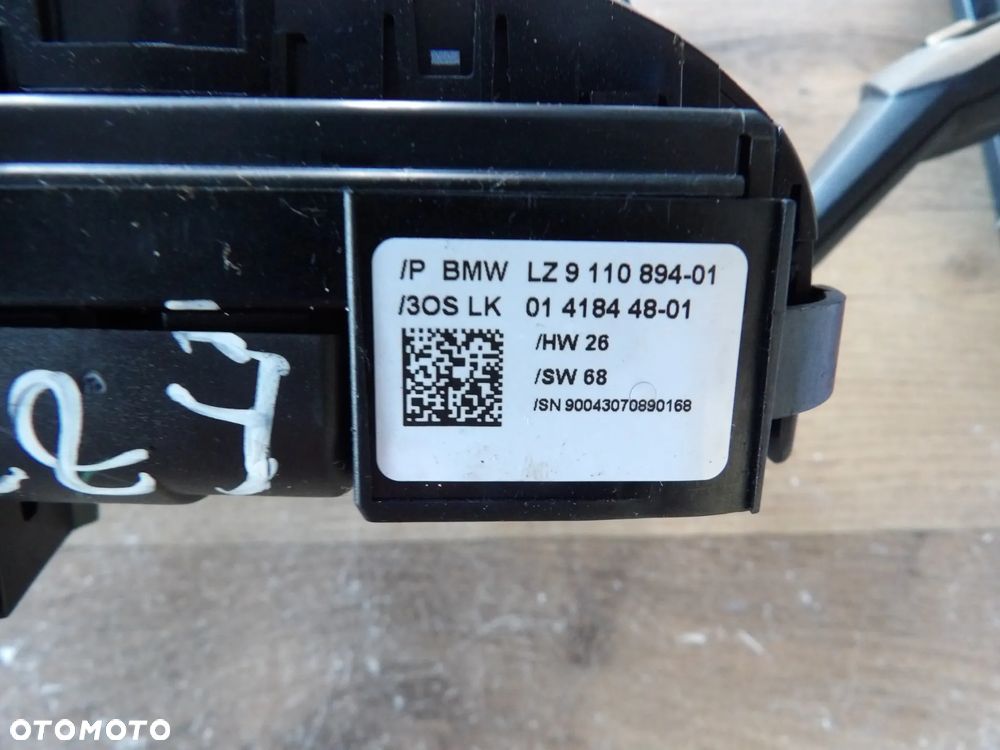 /P BMW LZ 9 110 894-01
/3OS LK 01 4184 48-01
/HW 26
/SW 68
/SN 90043070890168
OTOMOTO